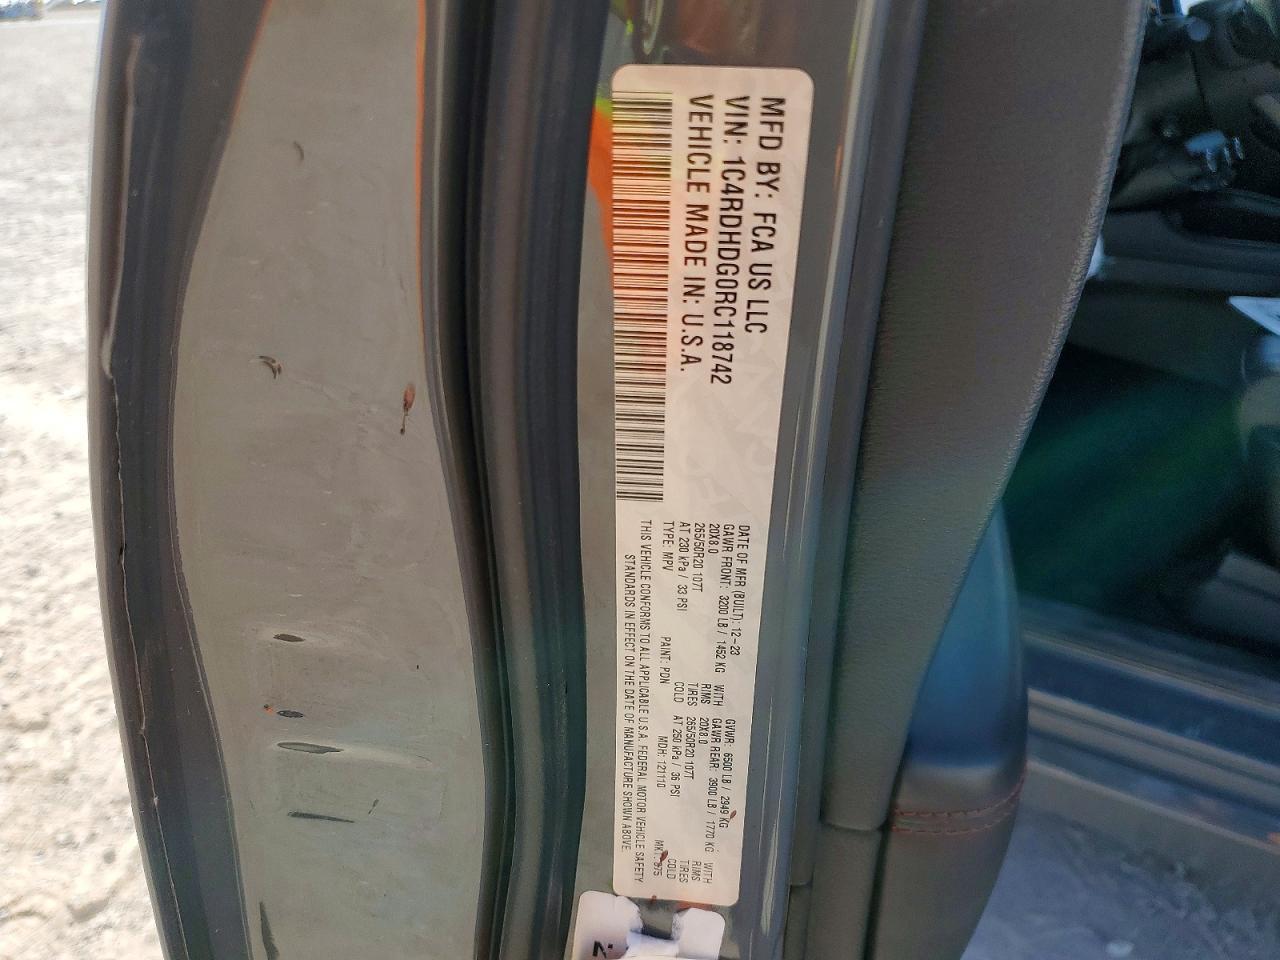 MFD BY: FCA US LLC
VIN: 1C4RDHDG0RC118742
VEHICLE MADE IN: U.S.A.
DATE OF MFR (BUILT): 12-23 GVWR: 6500 LB / 2949 KG
GAWR FRONT: 3200 LB / 1452 KG WITH GAWR REAR: 3900 LB / 1770 KG WITH
20X8.0 RIMS 20X8.0 RIMS
265/50R20 107T TIRES 265/50R20 107T TIRES
AT 230 kPa / 33 PSI COLD AT 250 kPa / 36 PSI COLD
TYPE: MPV PAINT: PDN MDH: 121110 MKT: 975
THIS VEHICLE CONFORMS TO ALL APPLICABLE U.S.A. FEDERAL MOTOR VEHICLE SAFETY
STANDARDS IN EFFECT ON THE DATE OF MANUFACTURE SHOWN ABOVE.